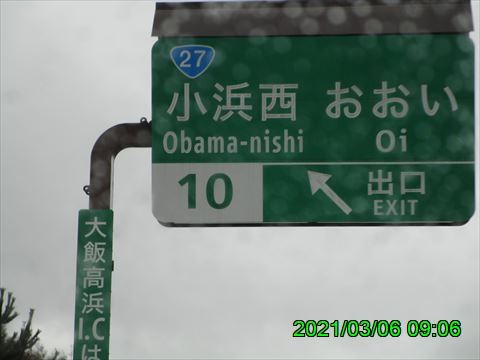 27
小浜西 おおい
Obama-nishi Oi
10
出口
EXIT
大飯高浜I.Cは
2021/03/06 09:06